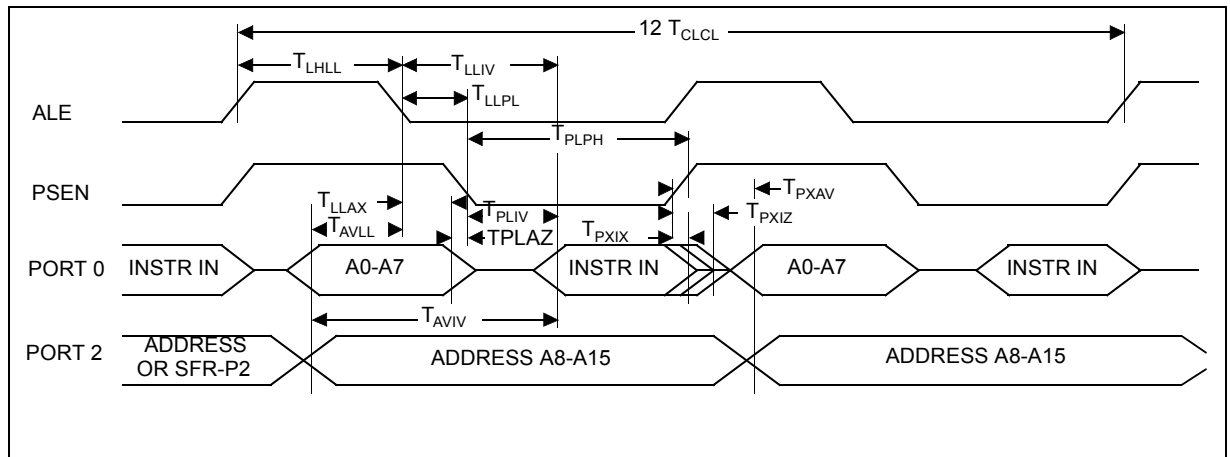 12 TCLCL
TLHLL TLLIV
TLLPL
ALE
TPLPH
PSEN
TLLAX TPLIV TPXAV
TPXIZ
TAVLL TPLAZ TPXIX
PORT 0 INSTR IN A0-A7 INSTR IN A0-A7 INSTR IN
TAVIV
PORT 2 ADDRESS OR SFR-P2 ADDRESS A8-A15 ADDRESS A8-A15